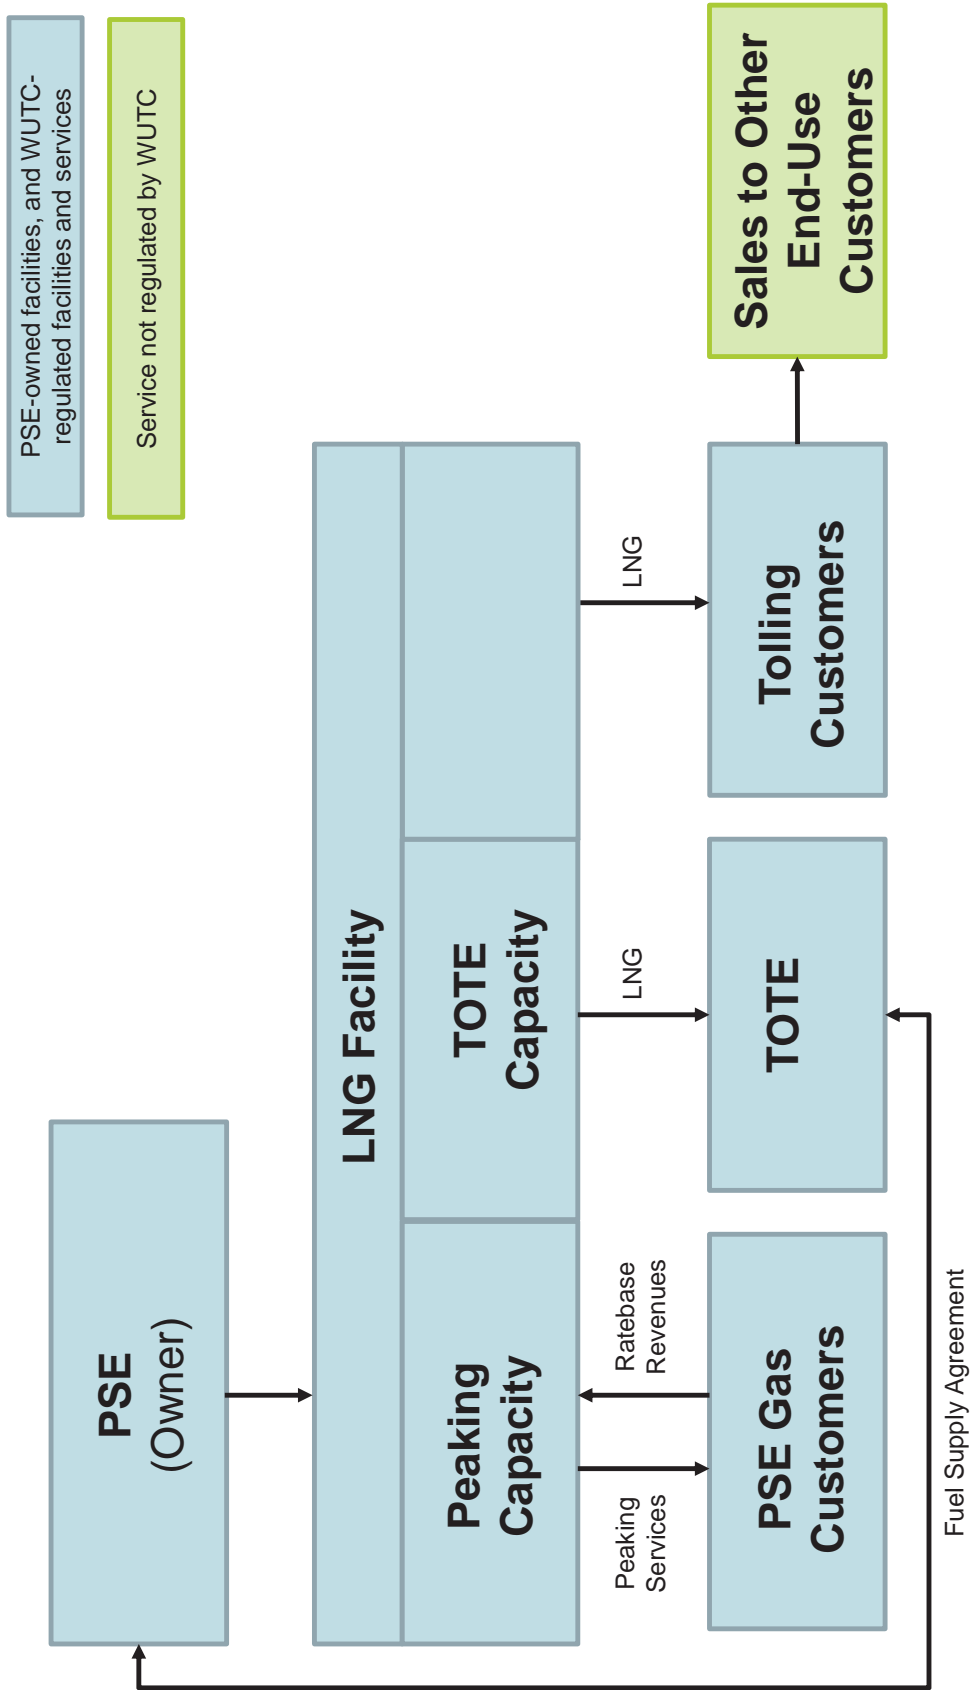 PSE-owned facilities, and WUTC-
regulated facilities and services
Service not regulated by WUTC
PSE
(Owner)
LNG Facility
Peaking
Capacity
TOTE
Capacity
Peaking
Services
Ratebase
Revenues
LNG
LNG
PSE Gas
Customers
TOTE
Tolling
Customers
Sales to Other
End-Use
Customers
Fuel Supply Agreement